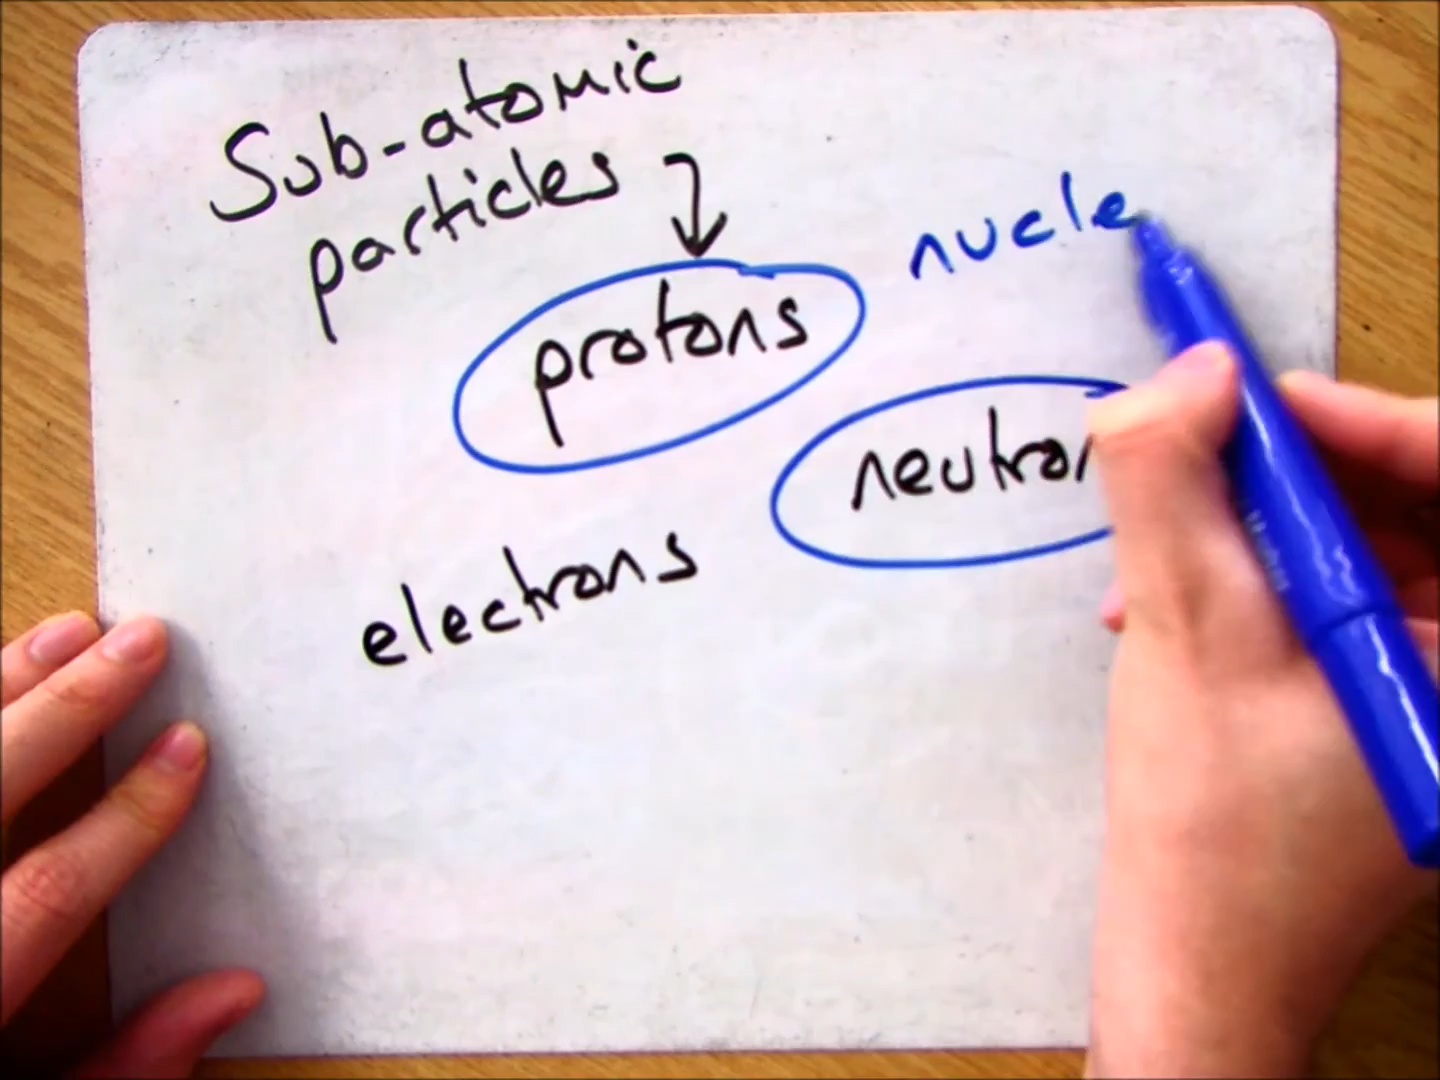 Sub-atomic
particles
nucle
protons
neutron
electrons